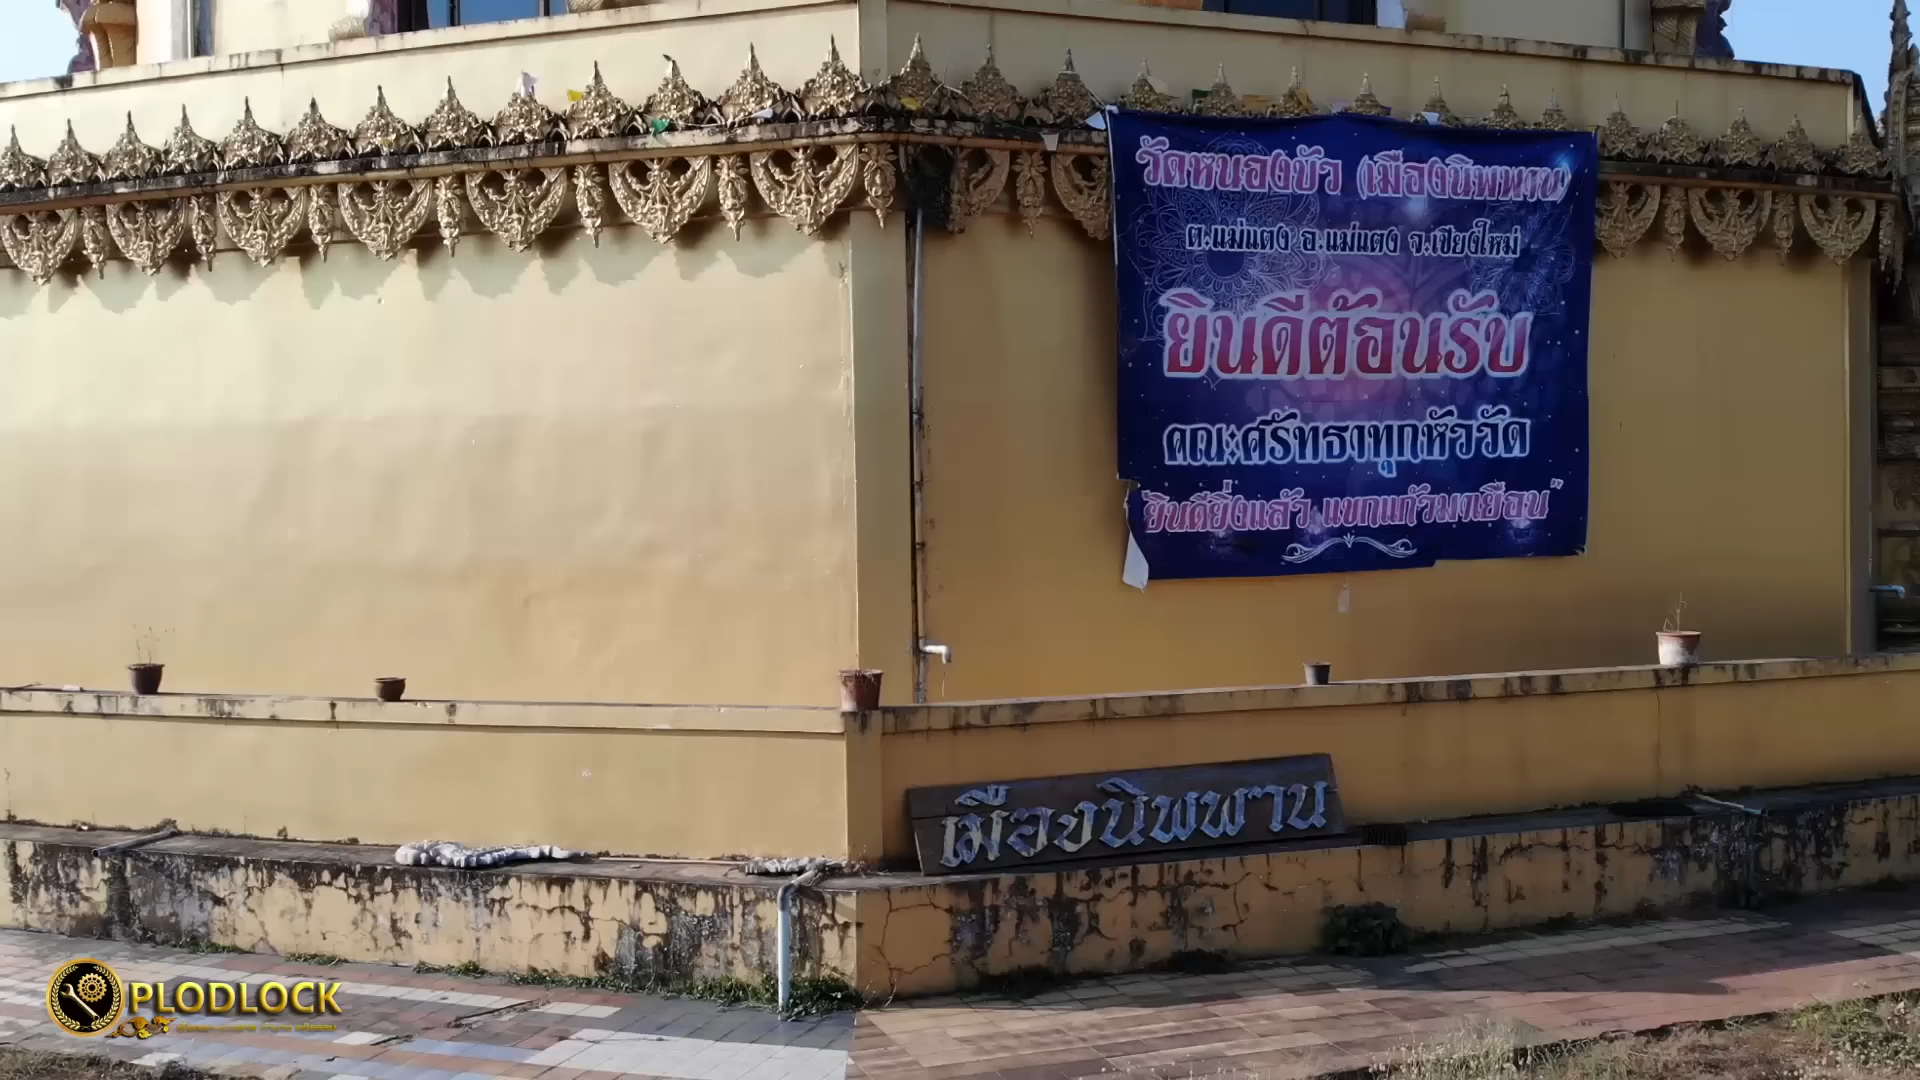 วัดหนองบัว (เมืองนิพพาน)
ต.แม่แตง อ.แม่แตง จ.เชียงใหม่
ยินดีต้อนรับ
คณะศรัทธาทุกหัววัด
"ยินดียิ่งแล้ว แขกแก้วมาเยือน"
เมืองนิพพาน
PLODLOCK